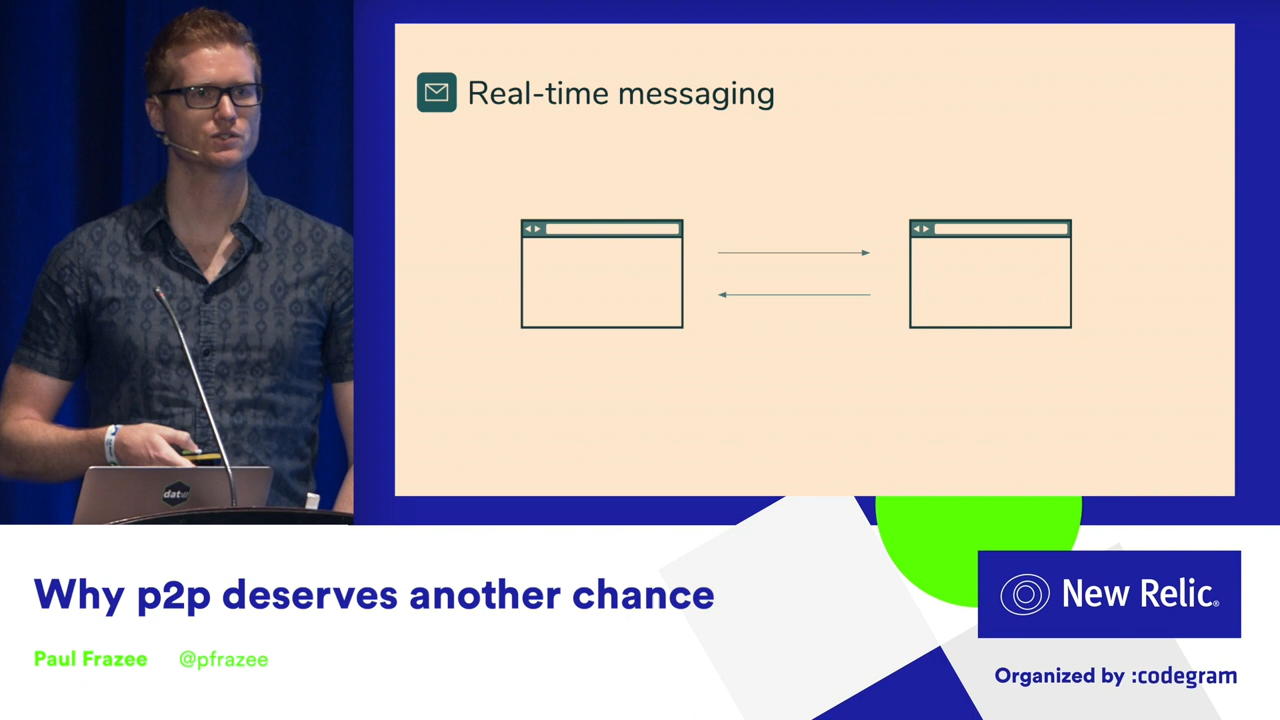 Real-time messaging
dat://
Why p2p deserves another chance
Paul Frazee @pfrazee
New Relic®
Organized by :codegram